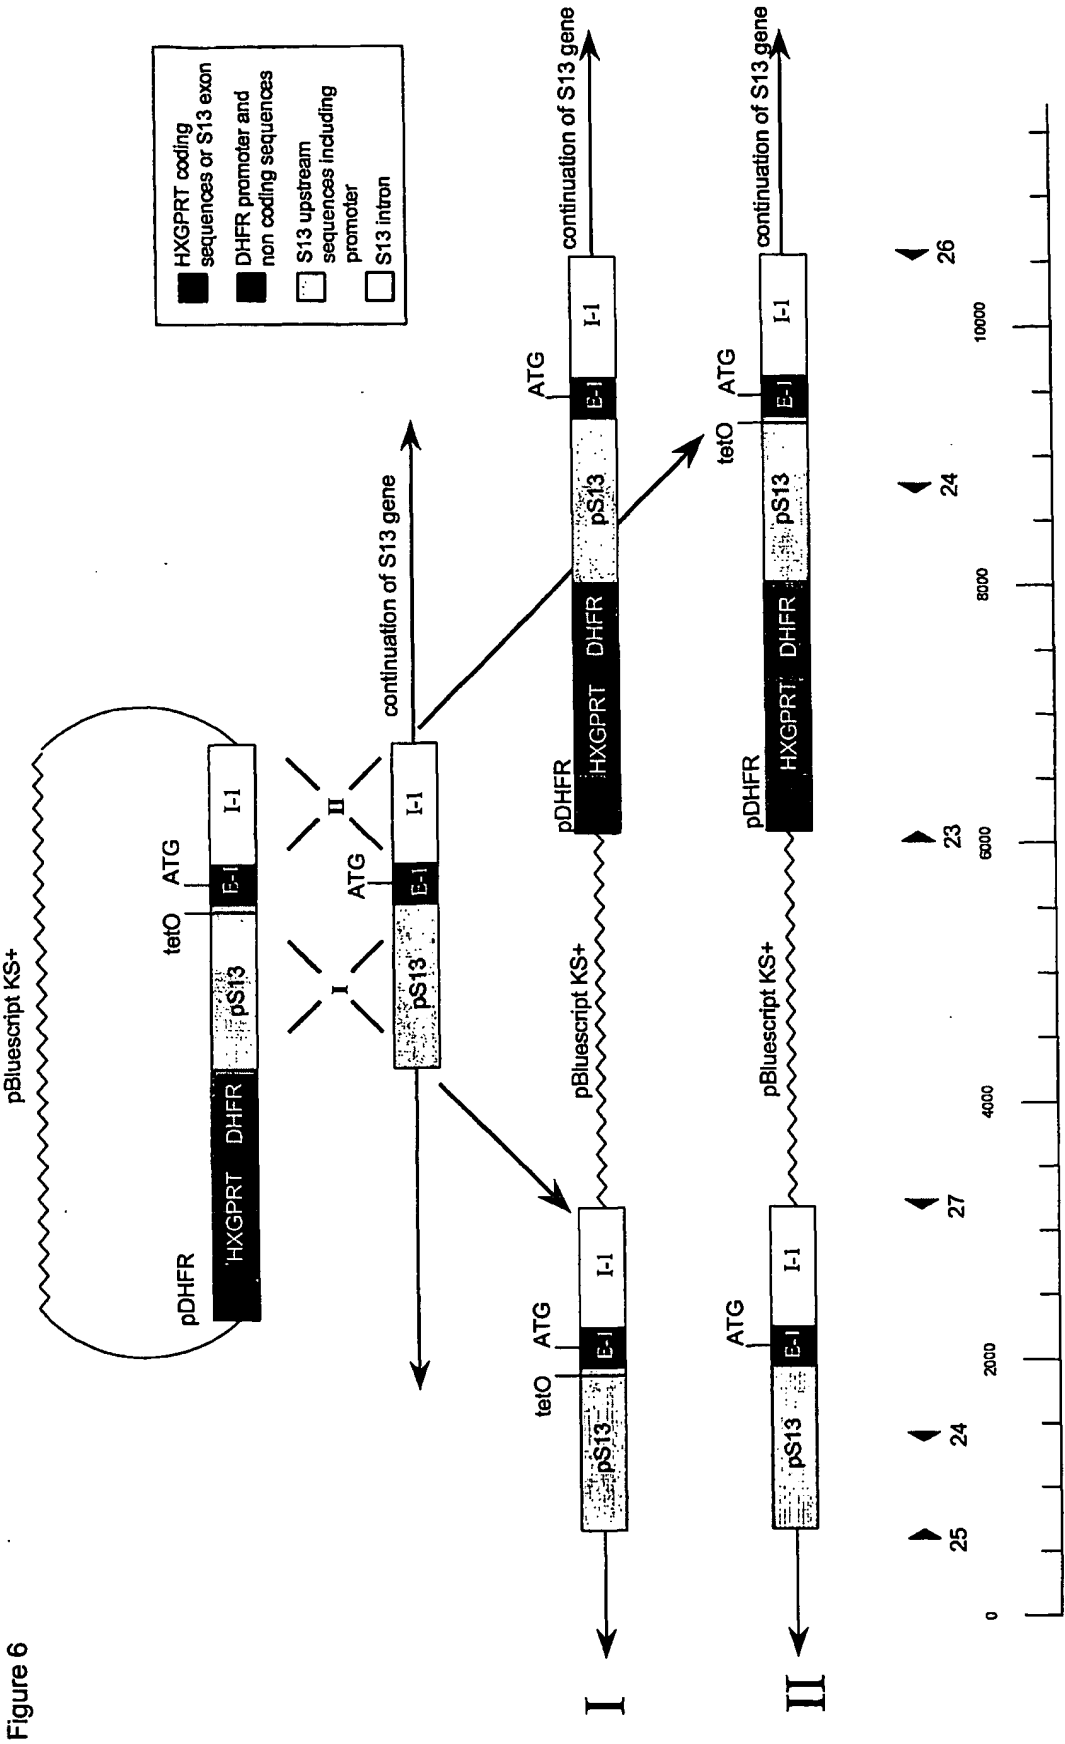 Figure 6
pBluescript KS+
pDHFR
HXGPRT
DHFR
pS13
tetO
E-1
ATG
I-1
HXGPRT coding
sequences or S13 exon
DHFR promoter and
non coding sequences
S13 upstream
sequences including
promoter
S13 intron
I
II
pS13
ATG
E-1
I-1
continuation of S13 gene
I
pS13
tetO
ATG
E-1
I-1
pBluescript KS+
pDHFR
HXGPRT
DHFR
pS13
ATG
E-1
I-1
continuation of S13 gene
II
pS13
ATG
E-1
I-1
pBluescript KS+
pDHFR
HXGPRT
DHFR
pS13
tetO
ATG
E-1
I-1
continuation of S13 gene
25
24
27
23
24
26
0
2000
4000
6000
8000
10000